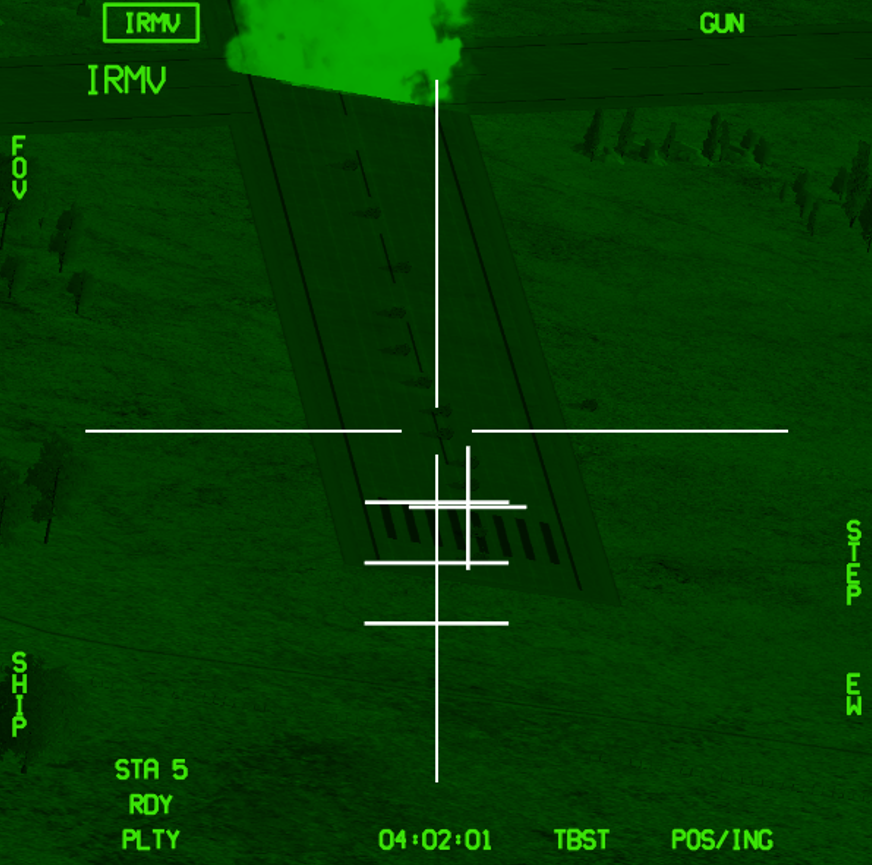 IRMV
GUN
IRMV
FOV
STEP
SHIP
EW
STA 5
RDY
PLTY
04:02:01
TBST
POS/ING